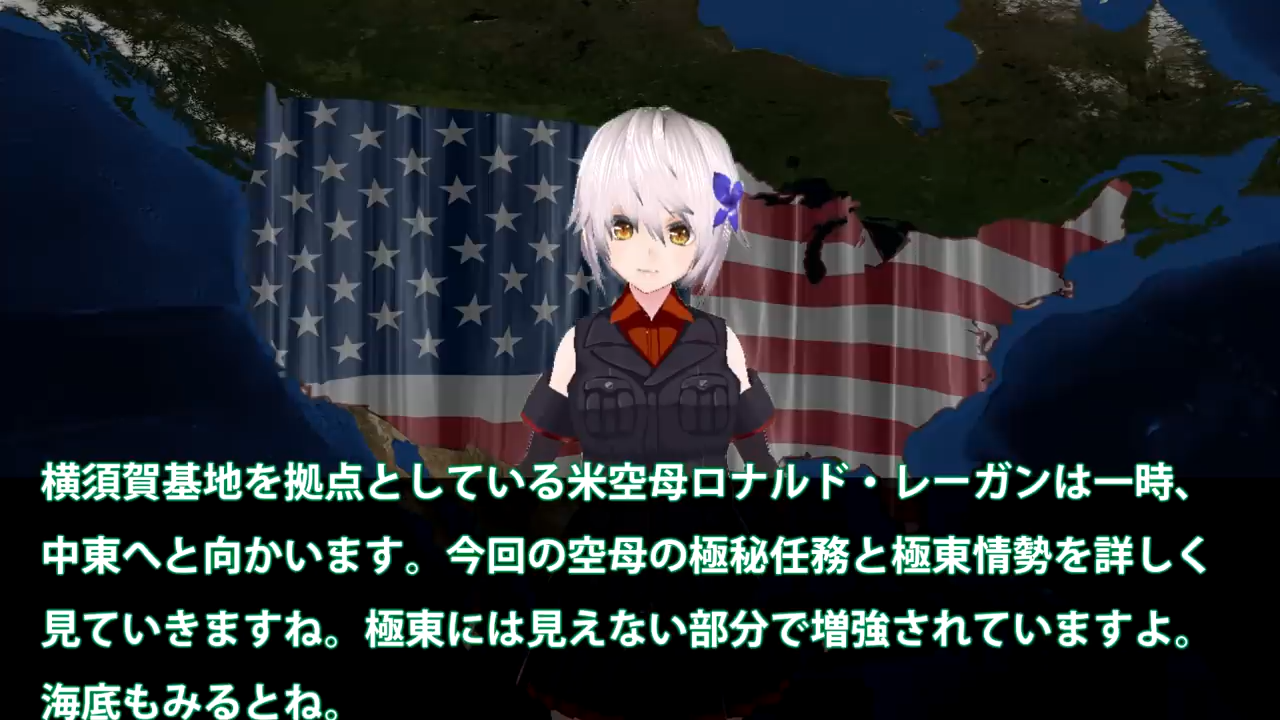 横須賀基地を拠点としている米空母ロナルド・レーガンは一時、
中東へと向かいます。今回の空母の極秘任務と極東情勢を詳しく
見ていきますね。極東には見えない部分で増強されていますよ。
海底もみるとね。